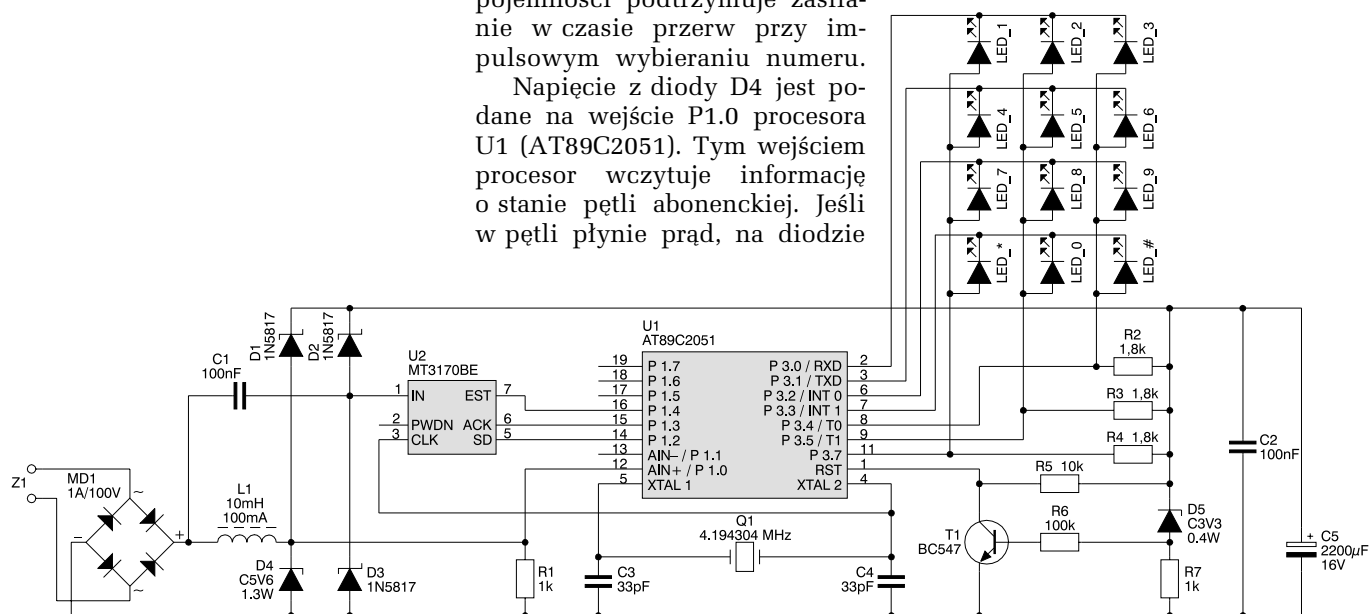 pojemności podtrzymuje zasila-
nie w czasie przerw przy im-
pulsowym wybieraniu numeru.
Napięcie z diody D4 jest po-
dane na wejście P1.0 procesora
U1 (AT89C2051). Tym wejściem
procesor wczytuje informację
o stanie pętli abonenckiej. Jeśli
w pętli płynie prąd, na diodzie
LED_1
LED_2
LED_3
LED_4
LED_5
LED_6
LED_7
LED_8
LED_9
LED_*
LED_0
LED_#
D1
1N5817
D2
1N5817
C1
100nF
U2
MT3170BE
1 IN
2 PWDN
3 CLK
EST 7
ACK 6
SD 5
U1
AT89C2051
19 P 1.7
18 P 1.6
17 P 1.5
16 P 1.4
15 P 1.3
14 P 1.2
13 AIN– / P 1.1
12 AIN+ / P 1.0
5 XTAL 1
P 3.0 / RXD 2
P 3.1 / TXD 3
P 3.2 / INT 0 6
P 3.3 / INT 1 7
P 3.4 / T0 8
P 3.5 / T1 9
P 3.7 11
RST 1
XTAL 2 4
R2
1,8k
R3 1,8k
R4 1,8k
R5 10k
R6
100k
C2
100nF
Z1
MD1
1A/100V
~
~
–
+
L1
10mH
100mA
D4
C5V6
1.3W
D3
1N5817
R1
1k
C3
33pF
Q1
4.194304 MHz
C4
33pF
T1
BC547
D5
C3V3
0.4W
R7
1k
+
C5
2200µF
16V